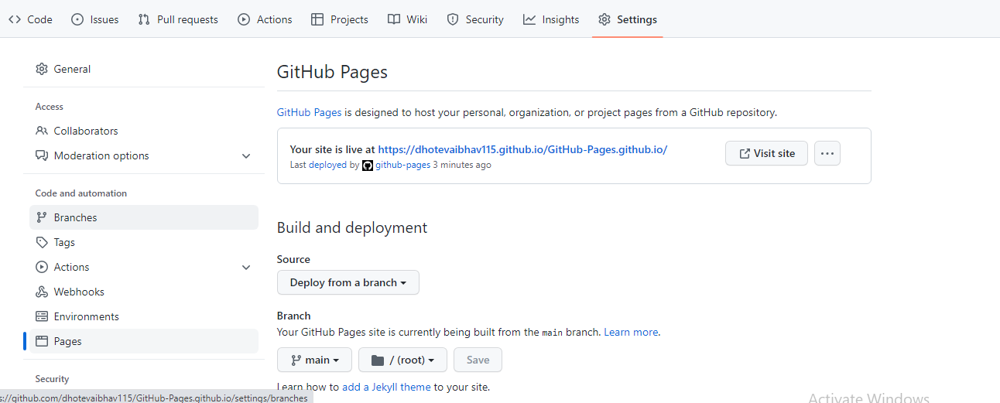 Code Issues Pull requests Actions Projects Wiki Security Insights Settings
General
Access
Collaborators
Moderation options
Code and automation
Branches
Tags
Actions
Webhooks
Environments
Pages
Security
GitHub Pages
GitHub Pages is designed to host your personal, organization, or project pages from a GitHub repository.
Your site is live at https://dhotevaibhav115.github.io/GitHub-Pages.github.io/
Last deployed by github-pages 3 minutes ago
Visit site
Build and deployment
Source
Deploy from a branch
Branch
Your GitHub Pages site is currently being built from the main branch. Learn more.
main / (root) Save
Learn how to add a Jekyll theme to your site.
s://github.com/dhotevaibhav115/GitHub-Pages.github.io/settings/branches
Activate Windows